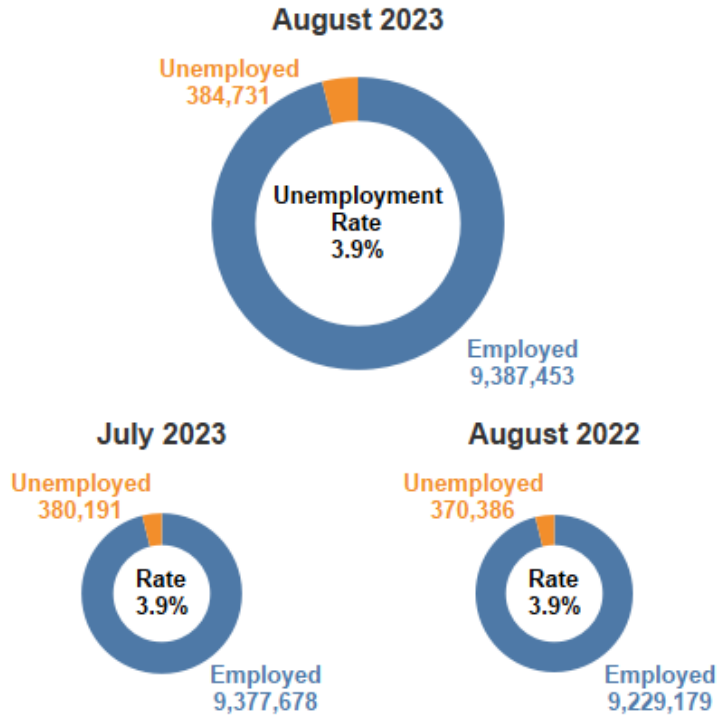 August 2023
Unemployed
384,731
Unemployment
Rate
3.9%
Employed
9,387,453
July 2023
Unemployed
380,191
Rate
3.9%
Employed
9,377,678
August 2022
Unemployed
370,386
Rate
3.9%
Employed
9,229,179